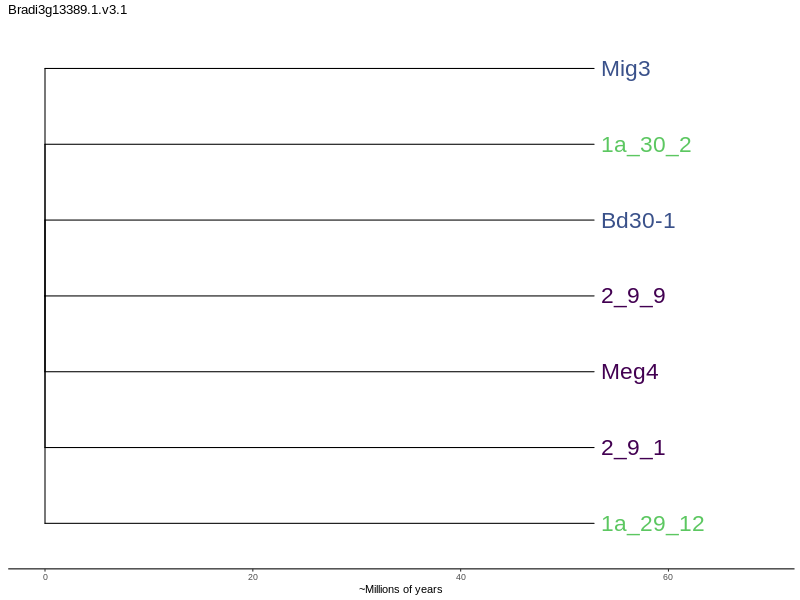 Bradi3g13389.1.v3.1
Mig3
1a_30_2
Bd30-1
2_9_9
Meg4
2_9_1
1a_29_12
0 20 40 60
~Millions of years